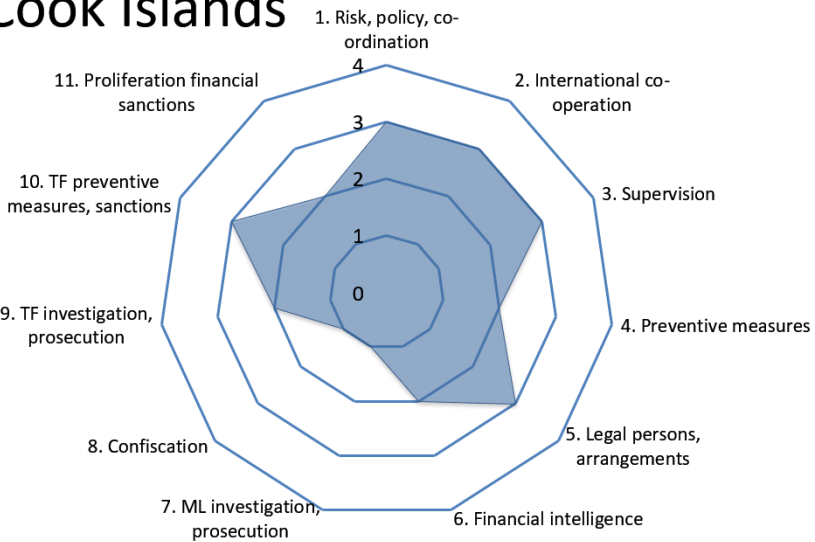 Cook Islands
1. Risk, policy, co-
ordination
2. International co-
operation
3. Supervision
4. Preventive measures
5. Legal persons,
arrangements
6. Financial intelligence
7. ML investigation,
prosecution
8. Confiscation
9. TF investigation,
prosecution
10. TF preventive
measures, sanctions
11. Proliferation financial
sanctions
4
3
2
1
0